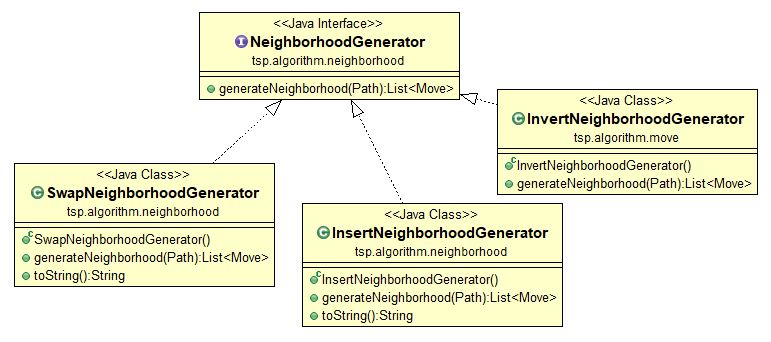 <<Java Interface>>
NeighborhoodGenerator
tsp.algorithm.neighborhood
generateNeighborhood(Path):List<Move>
<<Java Class>>
InvertNeighborhoodGenerator
tsp.algorithm.move
InvertNeighborhoodGenerator()
generateNeighborhood(Path):List<Move>
<<Java Class>>
SwapNeighborhoodGenerator
tsp.algorithm.neighborhood
SwapNeighborhoodGenerator()
generateNeighborhood(Path):List<Move>
toString():String
<<Java Class>>
InsertNeighborhoodGenerator
tsp.algorithm.neighborhood
InsertNeighborhoodGenerator()
generateNeighborhood(Path):List<Move>
toString():String